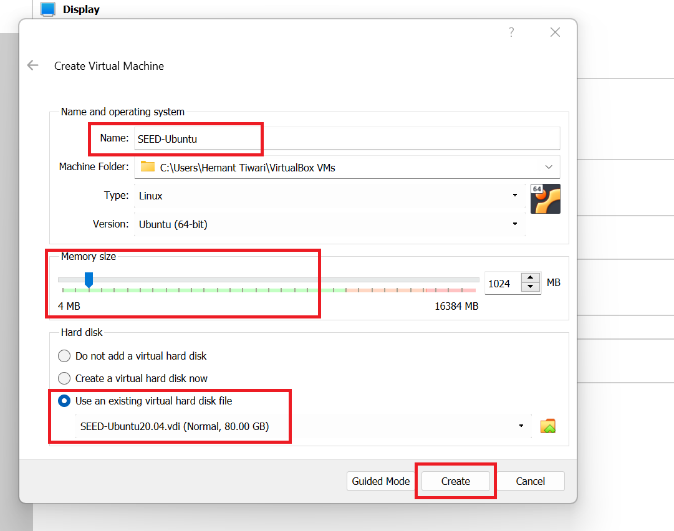 Display
?
Create Virtual Machine
Name and operating system
Name: SEED-Ubuntu
Machine Folder: C:\Users\Hemant Tiwari\VirtualBox VMs
Type: Linux
64
Version: Ubuntu (64-bit)
Memory size
1024 MB
4 MB 16384 MB
Hard disk
Do not add a virtual hard disk
Create a virtual hard disk now
Use an existing virtual hard disk file
SEED-Ubuntu20.04.vdi (Normal, 80.00 GB)
Guided Mode Create Cancel